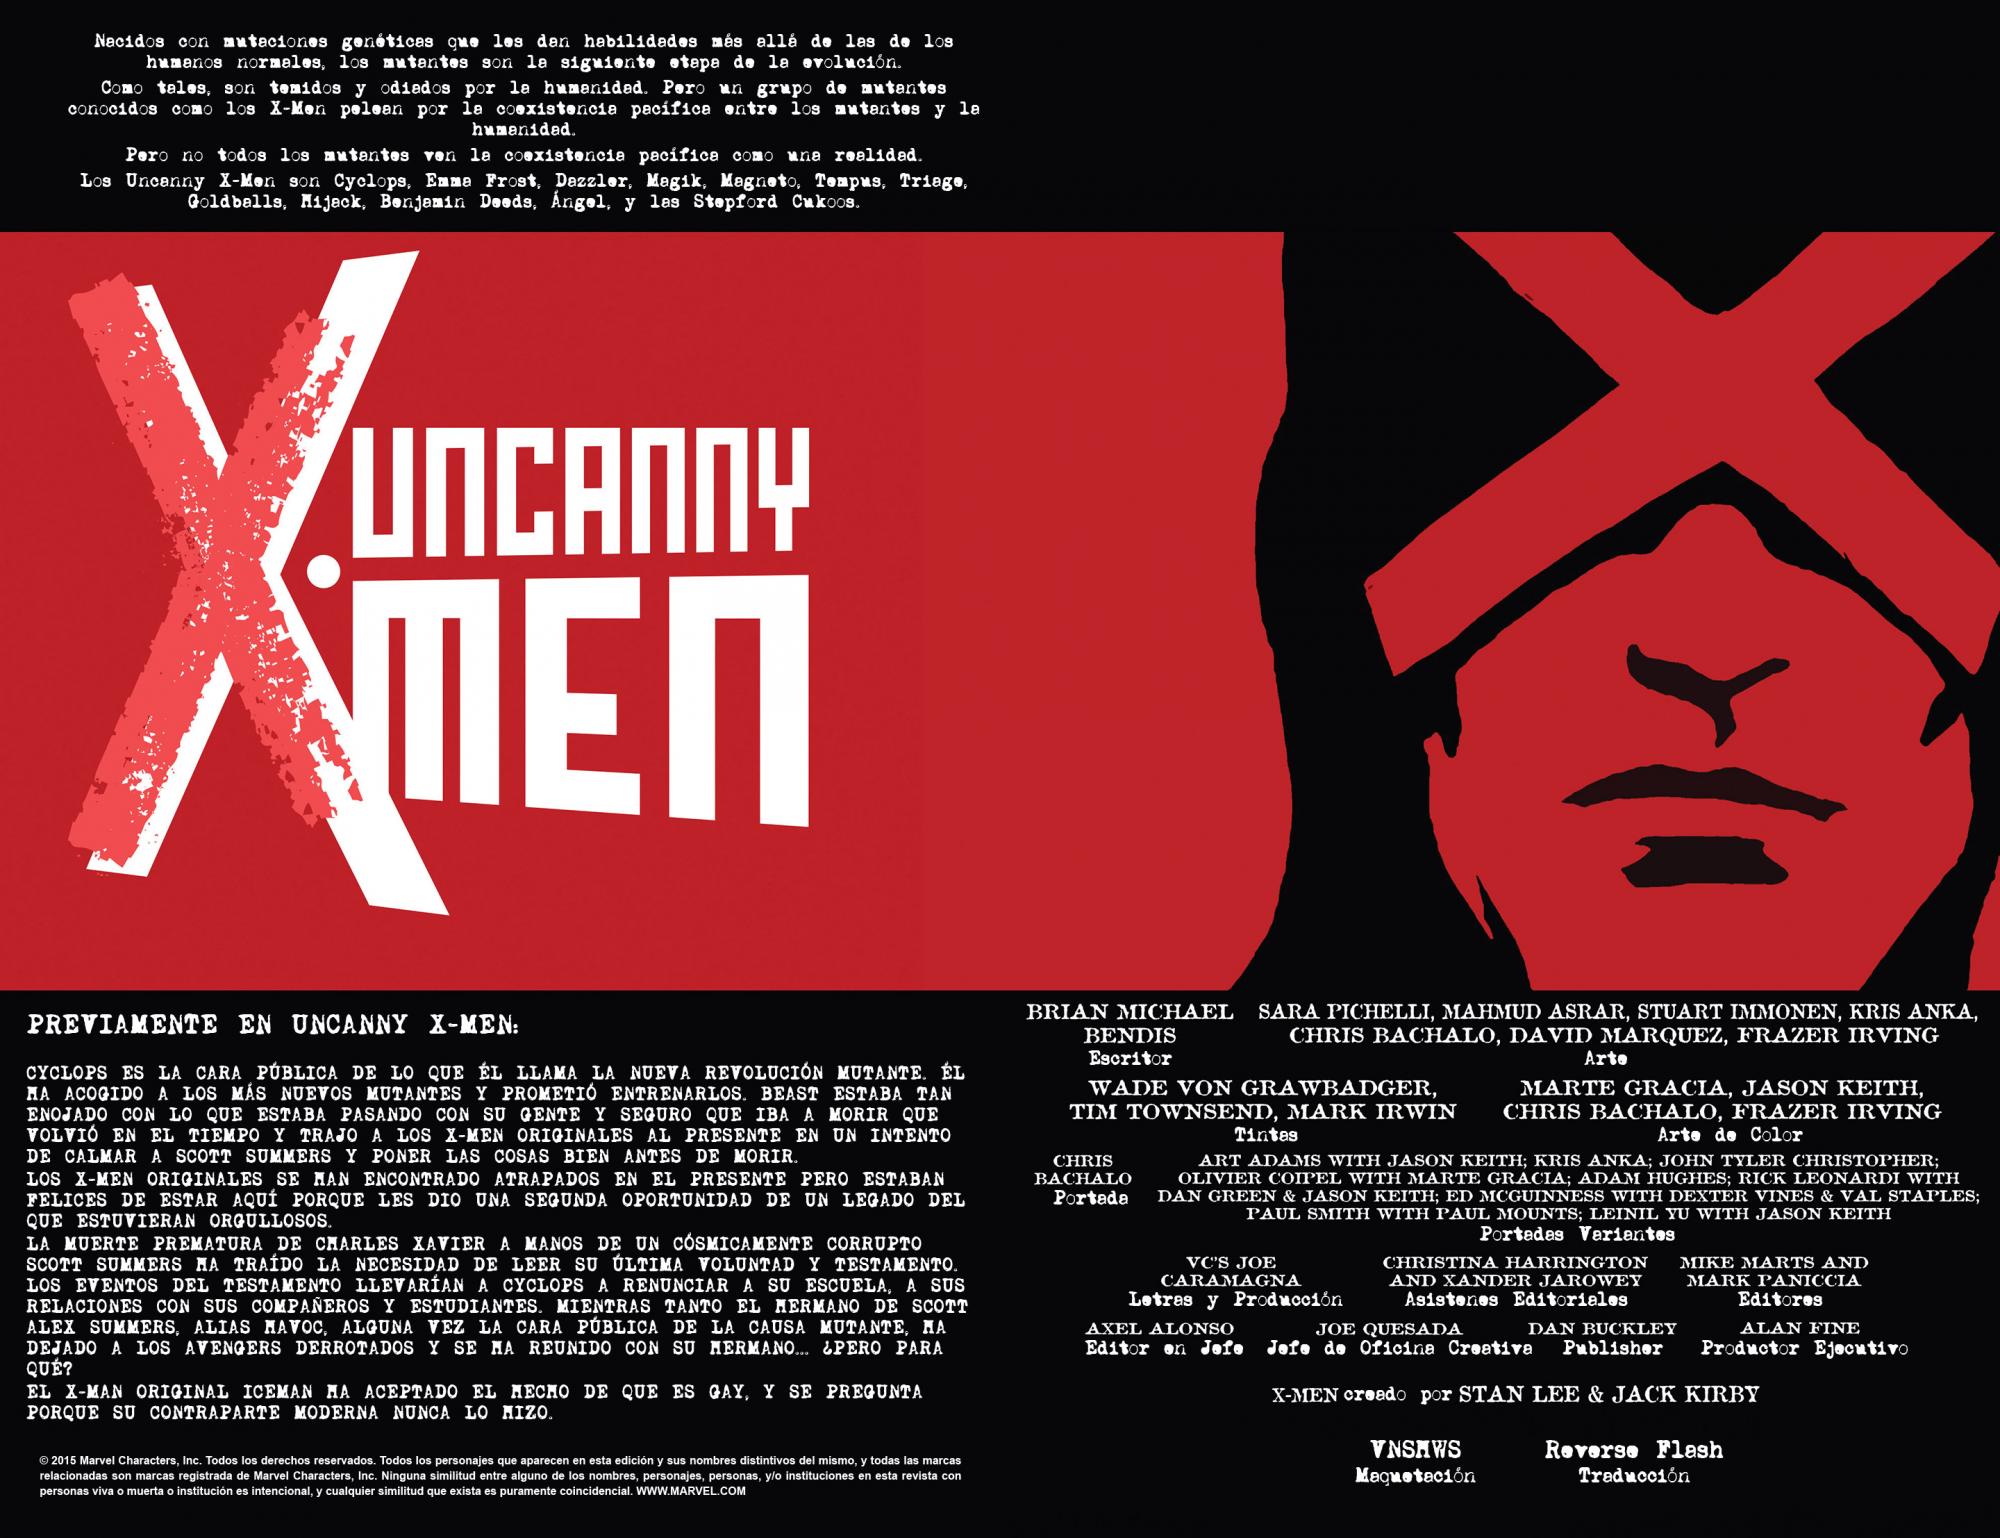 Nacidos con mutaciones genéticas que les dan habilidades más allá de las de los
humanos normales, los mutantes son la siguiente etapa de la evolución.
Como tales, son temidos y odiados por la humanidad. Pero un grupo de mutantes
conocidos como los X-Men pelean por la coexistencia pacífica entre los mutantes y la
humanidad.
Pero no todos los mutantes ven la coexistencia pacífica como una realidad.
Los Uncanny X-Men son Cyclops, Emma Frost, Dazzler, Magik, Magneto, Tempus, Triage,
Goldballs, Hijack, Benjamin Deeds, Ángel, y las Stepford Cukoos.
UNCANNY
X-MEN
PREVIAMENTE EN UNCANNY X-MEN:
CYCLOPS ES LA CARA PÚBLICA DE LO QUE ÉL LLAMA LA NUEVA REVOLUCIÓN MUTANTE. ÉL
HA ACOGIDO A LOS MÁS NUEVOS MUTANTES Y PROMETIÓ ENTRENARLOS. BEAST ESTABA TAN
ENOJADO CON LO QUE ESTABA PASANDO CON SU GENTE Y SEGURO QUE IBA A MORIR QUE
VOLVIÓ EN EL TIEMPO Y TRAJO A LOS X-MEN ORIGINALES AL PRESENTE EN UN INTENTO
DE CALMAR A SCOTT SUMMERS Y PONER LAS COSAS BIEN ANTES DE MORIR.
LOS X-MEN ORIGINALES SE HAN ENCONTRADO ATRAPADOS EN EL PRESENTE PERO ESTABAN
FELICES DE ESTAR AQUÍ PORQUE LES DIO UNA SEGUNDA OPORTUNIDAD DE UN LEGADO DEL
QUE ESTUVIERAN ORGULLOSOS.
LA MUERTE PREMATURA DE CHARLES XAVIER A MANOS DE UN CÓSMICAMENTE CORRUPTO
SCOTT SUMMERS HA TRAÍDO LA NECESIDAD DE LEER SU ÚLTIMA VOLUNTAD Y TESTAMENTO.
LOS EVENTOS DEL TESTAMENTO LLEVARÍAN A CYCLOPS A RENUNCIAR A SU ESCUELA, A SUS
RELACIONES CON SUS COMPAÑEROS Y ESTUDIANTES. MIENTRAS TANTO EL HERMANO DE SCOTT
ALEX SUMMERS, ALIAS HAVOC, ALGUNA VEZ LA CARA PÚBLICA DE LA CAUSA MUTANTE, HA
DEJADO A LOS AVENGERS DERROTADOS Y SE HA REUNIDO CON SU HERMANO... ¿PERO PARA
QUÉ?
EL X-MAN ORIGINAL ICEMAN HA ACEPTADO EL HECHO DE QUE ES GAY, Y SE PREGUNTA
PORQUE SU CONTRAPARTE MODERNA NUNCA LO HIZO.
© 2015 Marvel Characters, Inc. Todos los derechos reservados. Todos los personajes que aparecen en esta edición y sus nombres distintivos del mismo, y todas las marcas
relacionadas son marcas registrada de Marvel Characters, Inc. Ninguna similitud entre alguno de los nombres, personajes, personas, y/o instituciones en esta revista con
personas viva o muerta o institución es intencional, y cualquier similitud que exista es puramente coincidencial. WWW.MARVEL.COM
BRIAN MICHAEL
BENDIS
Escritor
SARA PICHELLI, MAHMUD ASRAR, STUART IMMONEN, KRIS ANKA,
CHRIS BACHALO, DAVID MARQUEZ, FRAZER IRVING
Arte
WADE VON GRAWBADGER,
TIM TOWNSEND, MARK IRWIN
Tintas
MARTE GRACIA, JASON KEITH,
CHRIS BACHALO, FRAZER IRVING
Arte de Color
CHRIS
BACHALO
Portada
ART ADAMS WITH JASON KEITH; KRIS ANKA; JOHN TYLER CHRISTOPHER;
OLIVIER COIPEL WITH MARTE GRACIA; ADAM HUGHES; RICK LEONARDI WITH
DAN GREEN & JASON KEITH; ED MCGUINNESS WITH DEXTER VINES & VAL STAPLES;
PAUL SMITH WITH PAUL MOUNTS; LEINIL YU WITH JASON KEITH
Portadas Variantes
VC'S JOE
CARAMAGNA
Letras y Producción
CHRISTINA HARRINGTON
AND XANDER JAROWEY
Asistenes Editoriales
MIKE MARTS AND
MARK PANICCIA
Editores
AXEL ALONSO
Editor en Jefe
JOE QUESADA
Jefe de Oficina Creativa
DAN BUCKLEY
Publisher
ALAN FINE
Productor Ejecutivo
X-MEN creado por STAN LEE & JACK KIRBY
VNSHWS
Maquetación
Reverse Flash
Traducción